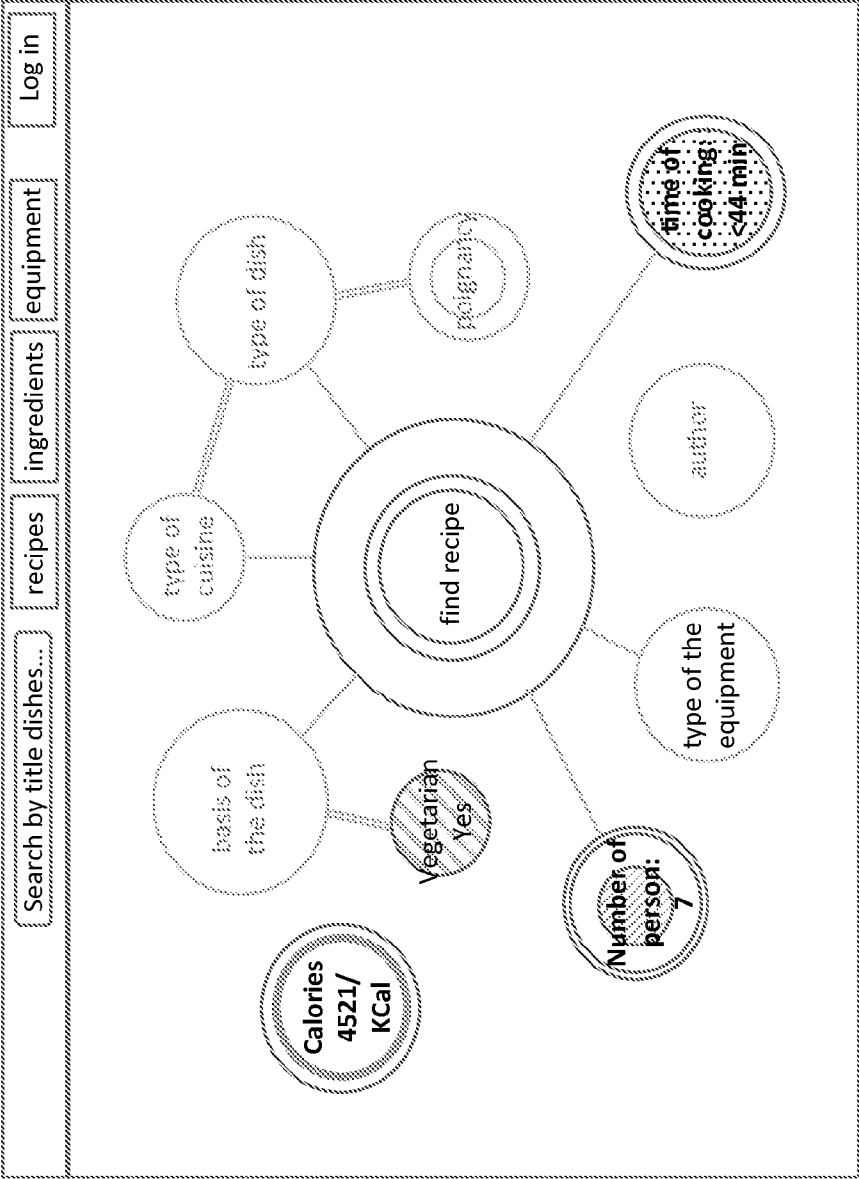 Search by title dishes...
recipes
ingredients
equipment
Log in
type of
cuisine
type of dish
basis of
the dish
poignancy
Vegetarian
Yes
Calories
4521/
KCal
find recipe
Number of
person:
7
type of the
equipment
author
time of
cooking:
<44 min